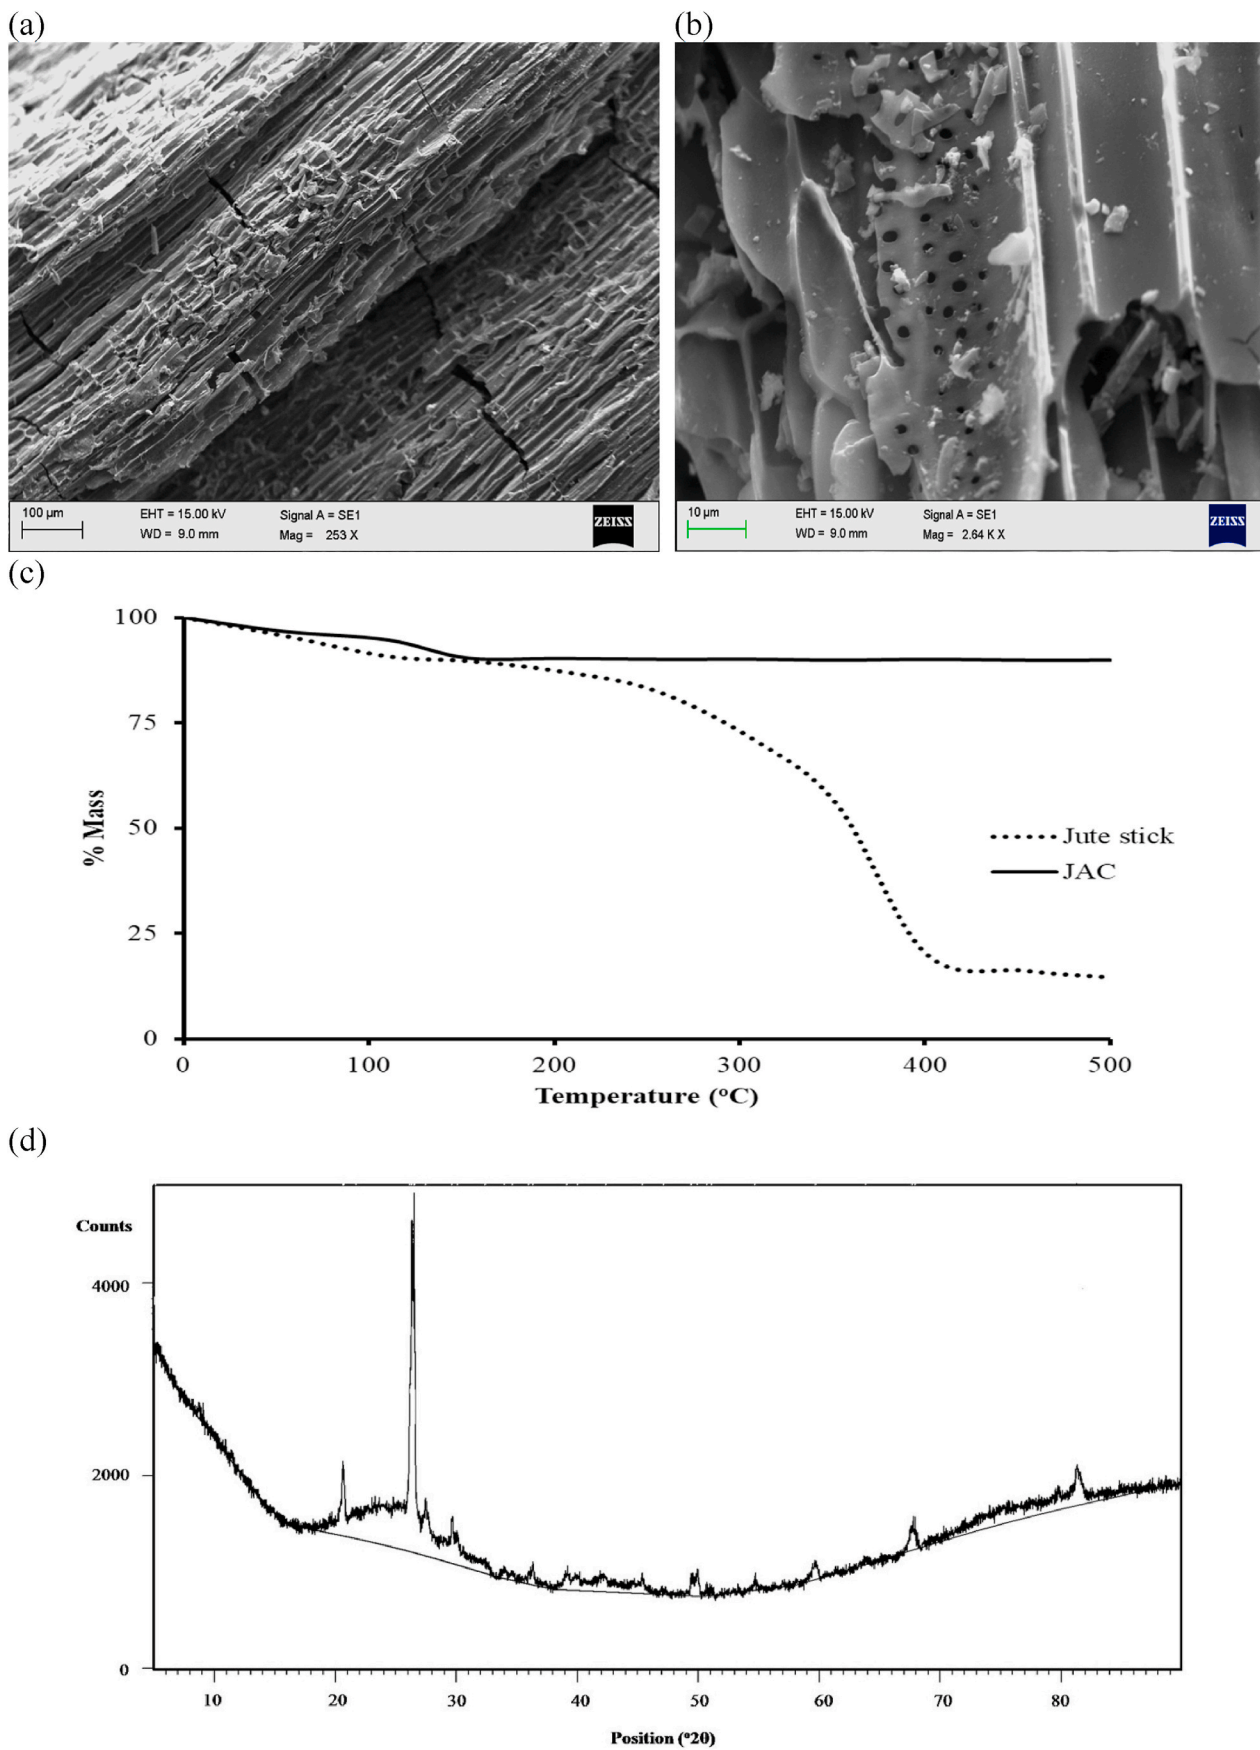 (a)
(b)
100 µm
EHT = 15.00 kV
Signal A = SE1
WD = 9.0 mm
Mag = 253 X
ZEISS
10 µm
EHT = 15.00 kV
Signal A = SE1
WD = 9.0 mm
Mag = 2.64 K X
ZEISS
(c)
100
75
50
25
0
% Mass
Jute stick
JAC
0 100 200 300 400 500
Temperature (°C)
(d)
Counts
4000
2000
0
10 20 30 40 50 60 70 80
Position (°2θ)